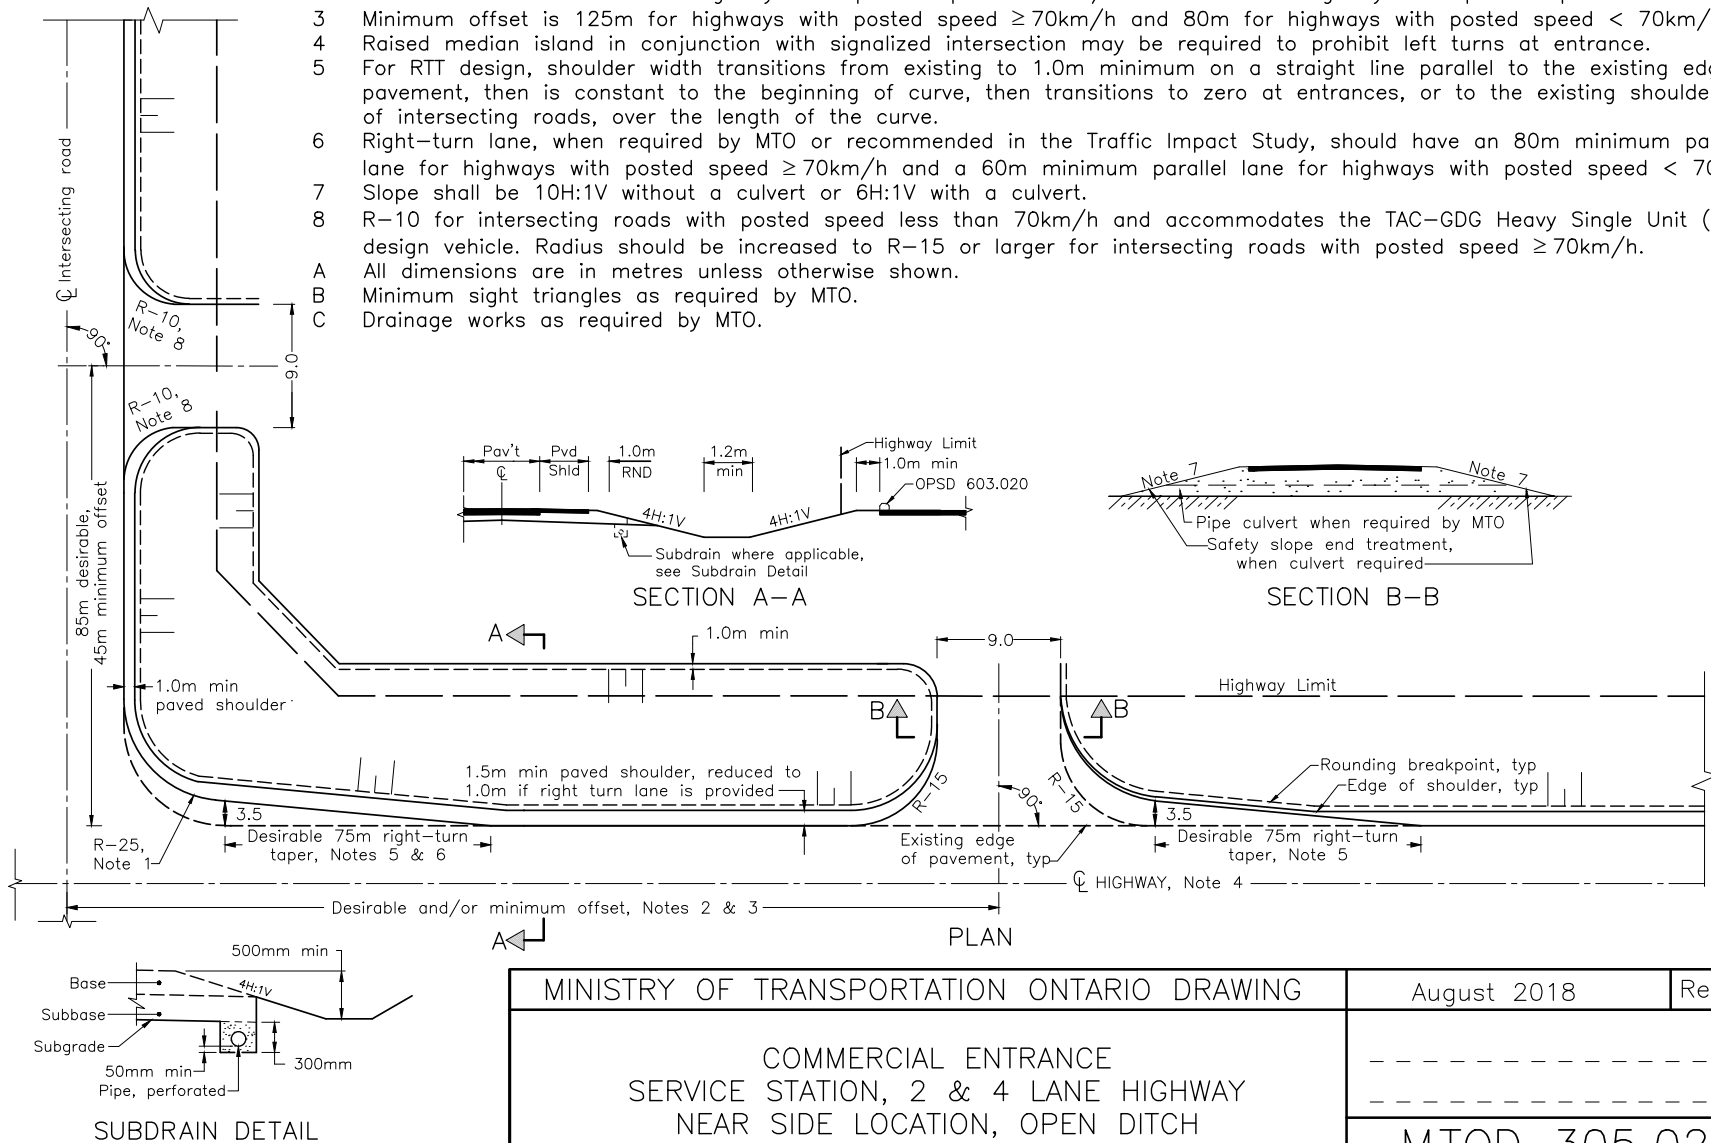 3 Minimum offset is 125m for highways with posted speed ≥70km/h and 80m for highways with posted speed < 70km/
4 Raised median island in conjunction with signalized intersection may be required to prohibit left turns at entrance.
5 For RTT design, shoulder width transitions from existing to 1.0m minimum on a straight line parallel to the existing
pavement, then is constant to the beginning of curve, then transitions to zero at entrances, or to the existing
of intersecting roads, over the length of the curve.
6 Right-turn lane, when required by MTO or recommended in the Traffic Impact Study, should have an 80m minimum
lane for highways with posted speed ≥70km/h and a 60m minimum parallel lane for highways with posted speed <
7 Slope shall be 10H:1V without a culvert or 6H:1V with a culvert.
8 R-10 for intersecting roads with posted speed less than 70km/h and accommodates the TAC-GDG Heavy Single Unit (
design vehicle. Radius should be increased to R-15 or larger for intersecting roads with posted speed ≥70km/h.
A All dimensions are in metres unless otherwise shown.
B Minimum sight triangles as required by MTO.
C Drainage works as required by MTO.
℄ Intersecting road
R-10,
Note 8
90°
9.0
R-10,
Note 8
85m desirable,
45m minimum offset
Pav't
℄
Pvd
Shld
1.0m
RND
1.2m
min
Highway Limit
1.0m min
OPSD 603.020
4H:1V
4H:1V
Subdrain where applicable,
see Subdrain Detail
SECTION A-A
Note 7
Note 7
Pipe culvert when required by MTO
Safety slope end treatment,
when culvert required
SECTION B-B
A
1.0m min
9.0
Highway Limit
B
B
1.0m min
paved shoulder
1.5m min paved shoulder, reduced to
1.0m if right turn lane is provided
R-15
90°
R-15
Rounding breakpoint, typ
Edge of shoulder, typ
3.5
3.5
R-25,
Note 1
Desirable 75m right-turn
taper, Notes 5 & 6
Existing edge
of pavement, typ
Desirable 75m right-turn
taper, Note 5
℄ HIGHWAY, Note 4
Desirable and/or minimum offset, Notes 2 & 3
A
PLAN
500mm min
Base
4H:1V
Subbase
Subgrade
50mm min
300mm
Pipe, perforated
SUBDRAIN DETAIL
MINISTRY OF TRANSPORTATION ONTARIO DRAWING
August 2018
Re
COMMERCIAL ENTRANCE
SERVICE STATION, 2 & 4 LANE HIGHWAY
NEAR SIDE LOCATION, OPEN DITCH
MTOD 305.02